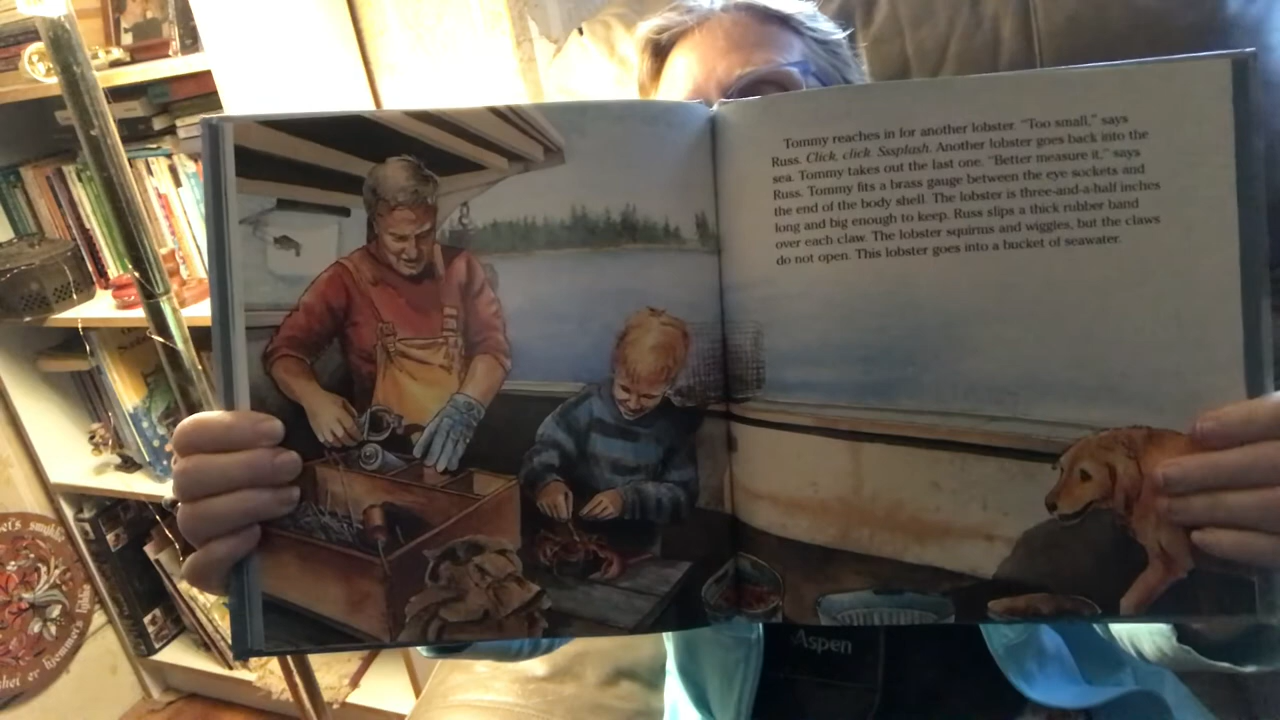 Tommy reaches in for another lobster. "Too small," says
Russ. Click, click. Sssplash. Another lobster goes back into the
sea. Tommy takes out the last one. "Better measure it," says
Russ. Tommy fits a brass gauge between the eye sockets and
the end of the body shell. The lobster is three-and-a-half inches
long and big enough to keep. Russ slips a thick rubber band
over each claw. The lobster squirms and wiggles, but the claws
do not open. This lobster goes into a bucket of seawater.
Aspen